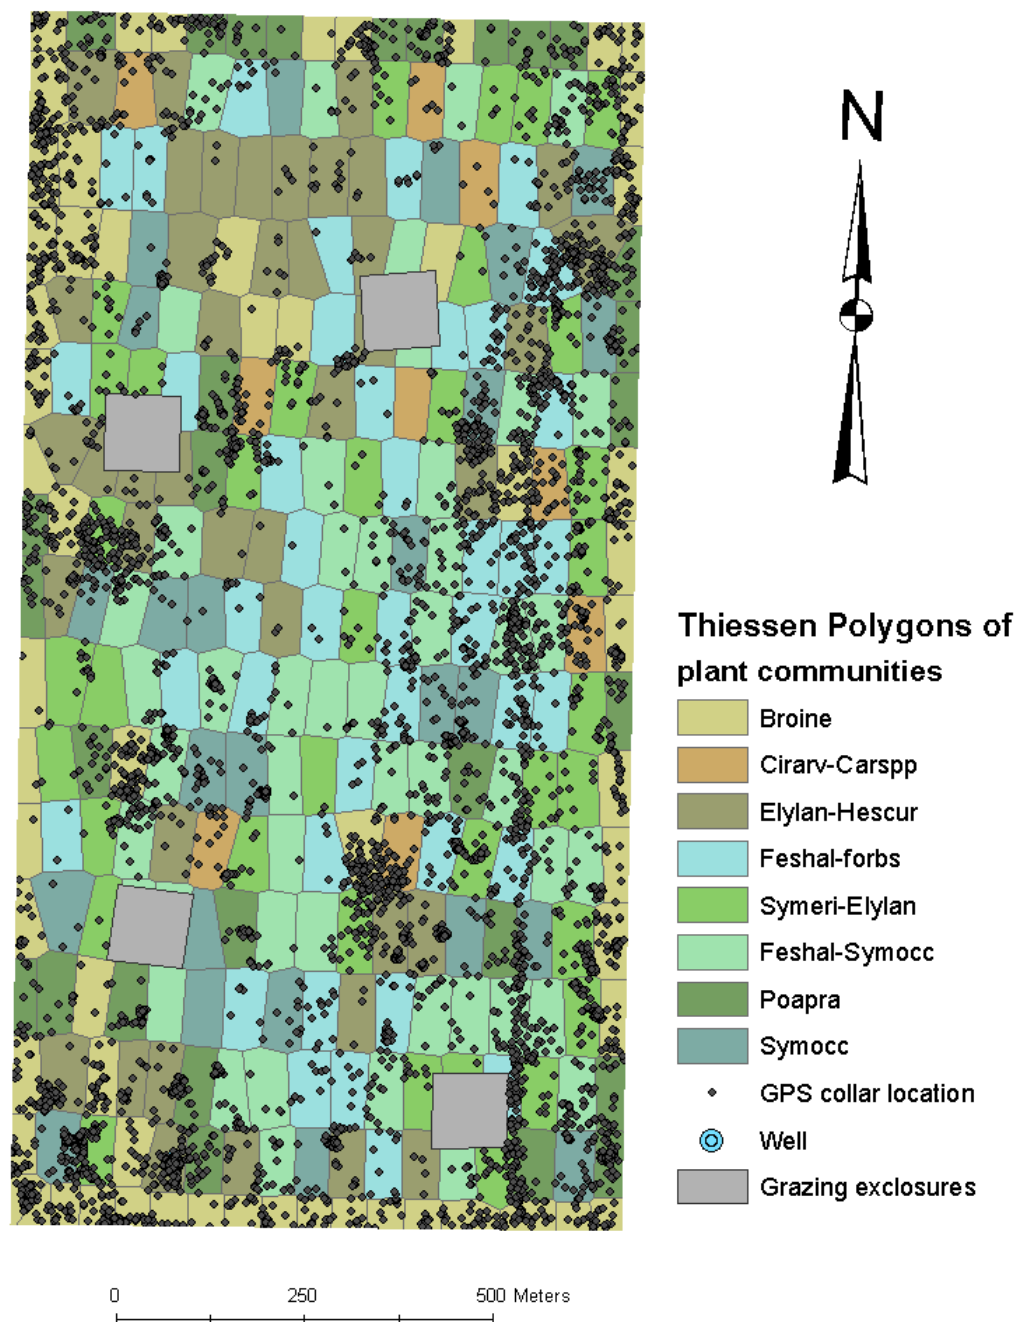 N
Thiessen Polygons of
plant communities
Broine
Cirarv-Carspp
Elylan-Hescur
Feshal-forbs
Symeri-Elylan
Feshal-Symocc
Poapra
Symocc
GPS collar location
Well
Grazing exclosures
0 250 500 Meters